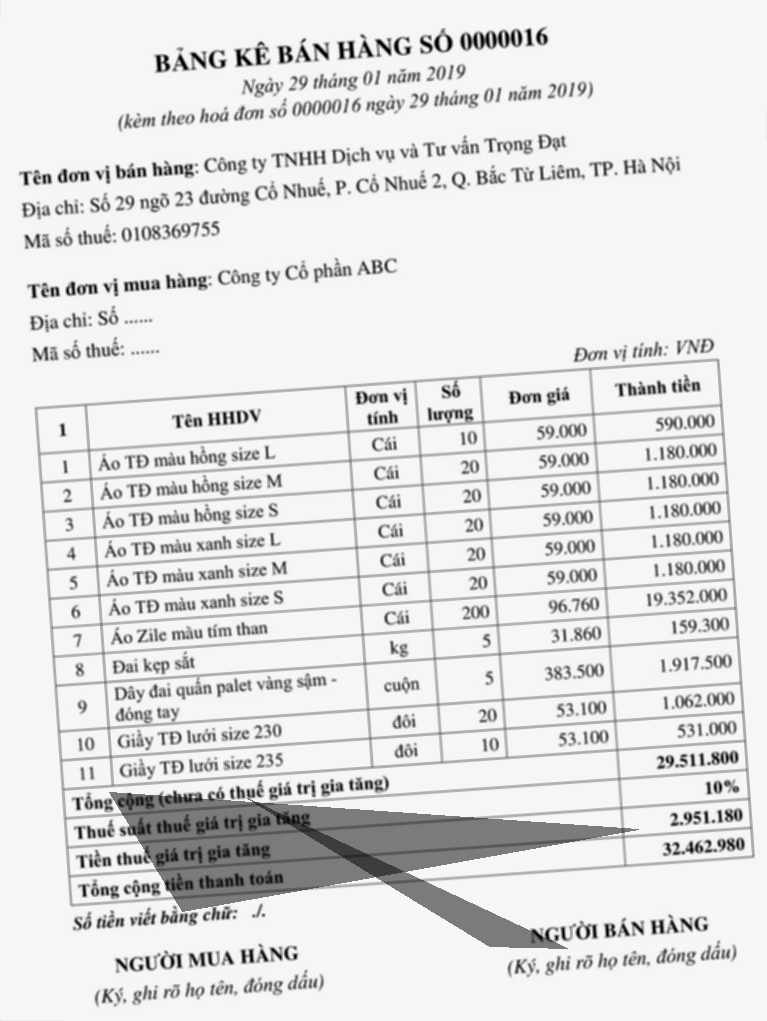 BẢNG KÊ BÁN HÀNG SỐ 0000016
Ngày 29 tháng 01 năm 2019
(kèm theo hoá đơn số 0000016 ngày 29 tháng 01 năm 2019)
Tên đơn vị bán hàng: Công ty TNHH Dịch vụ và Tư vấn Trọng Đạt
Địa chỉ: Số 29 ngõ 23 đường Cổ Nhuế, P. Cổ Nhuế 2, Q. Bắc Từ Liêm, TP. Hà Nội
Mã số thuế: 0108369755
Tên đơn vị mua hàng: Công ty Cổ phần ABC
Địa chỉ: Số ......
Mã số thuế: ......
Đơn vị tính: VNĐ
1 Tên HHDV Đơn vị tính Số lượng Đơn giá Thành tiền
1 Áo TĐ màu hồng size L Cái 10 59.000 590.000
2 Áo TĐ màu hồng size M Cái 20 59.000 1.180.000
3 Áo TĐ màu hồng size S Cái 20 59.000 1.180.000
4 Áo TĐ màu xanh size L Cái 20 59.000 1.180.000
5 Áo TĐ màu xanh size M Cái 20 59.000 1.180.000
6 Áo TĐ màu xanh size S Cái 20 59.000 1.180.000
7 Áo Zile màu tím than Cái 200 96.760 19.352.000
8 Đai kẹp sắt kg 5 31.860 159.300
9 Dây đai quấn palet vàng sậm - đóng tay cuộn 5 383.500 1.917.500
10 Giầy TĐ lưới size 230 đôi 20 53.100 1.062.000
11 Giầy TĐ lưới size 235 đôi 10 53.100 531.000
Tổng cộng (chưa có thuế giá trị gia tăng) 29.511.800
Thuế suất thuế giá trị gia tăng 10%
Tiền thuế giá trị gia tăng 2.951.180
Tổng cộng tiền thanh toán 32.462.980
Số tiền viết bằng chữ: ./.
NGƯỜI MUA HÀNG NGƯỜI BÁN HÀNG
(Ký, ghi rõ họ tên, đóng dấu) (Ký, ghi rõ họ tên, đóng dấu)